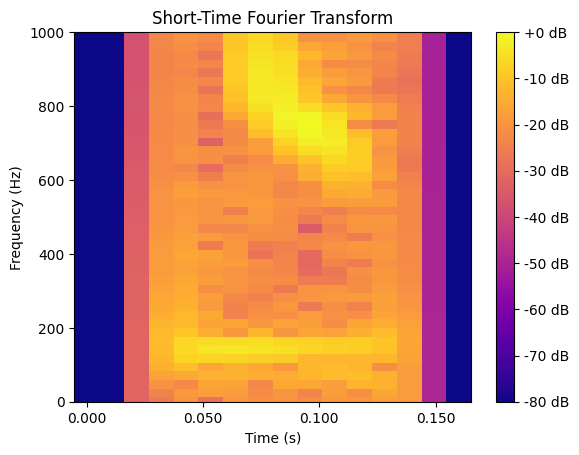 Short-Time Fourier Transform
1000
800
600
400
200
0
Frequency (Hz)
0.000
0.050
0.100
0.150
Time (s)
+0 dB
-10 dB
-20 dB
-30 dB
-40 dB
-50 dB
-60 dB
-70 dB
-80 dB